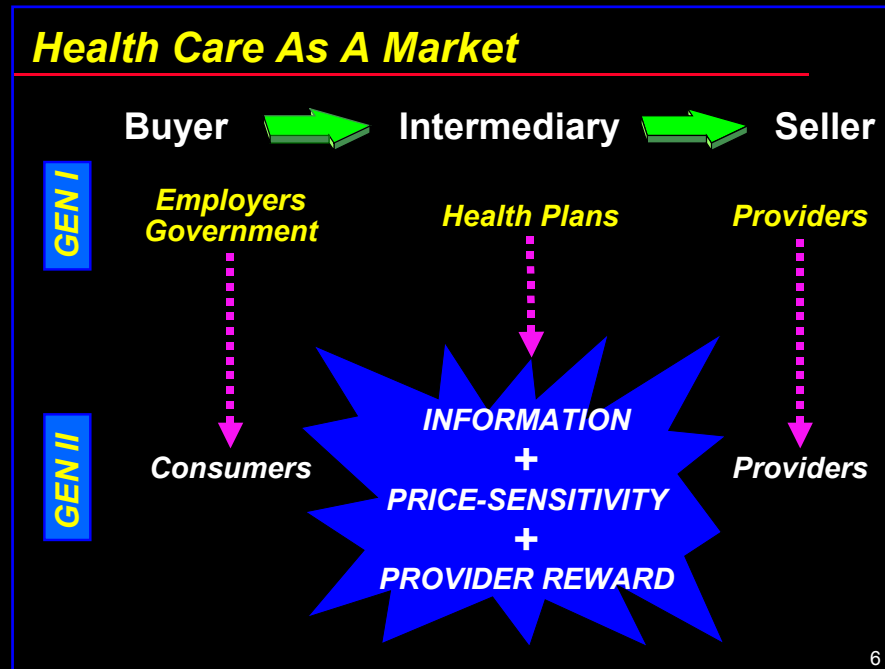 Health Care As A Market
Buyer Intermediary Seller
GEN I
Employers
Government
Health Plans
Providers
GEN II
Consumers
INFORMATION
+
PRICE-SENSITIVITY
+
PROVIDER REWARD
Providers
6